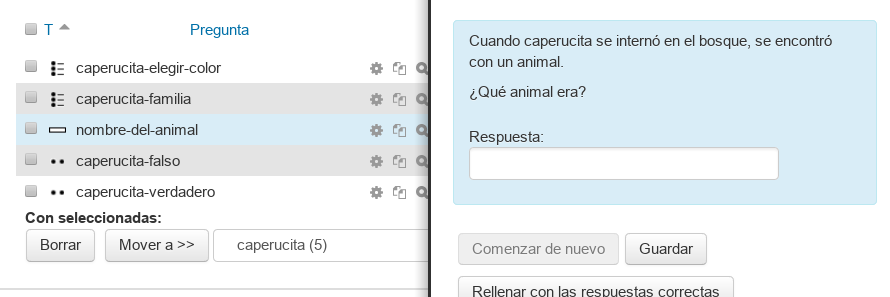 T Pregunta
caperucita-elegir-color
caperucita-familia
nombre-del-animal
caperucita-falso
caperucita-verdadero
Con seleccionadas:
Borrar Mover a >> caperucita (5)
Cuando caperucita se internó en el bosque, se encontró
con un animal.
¿Qué animal era?
Respuesta:
Comenzar de nuevo Guardar
Rellenar con las respuestas correctas